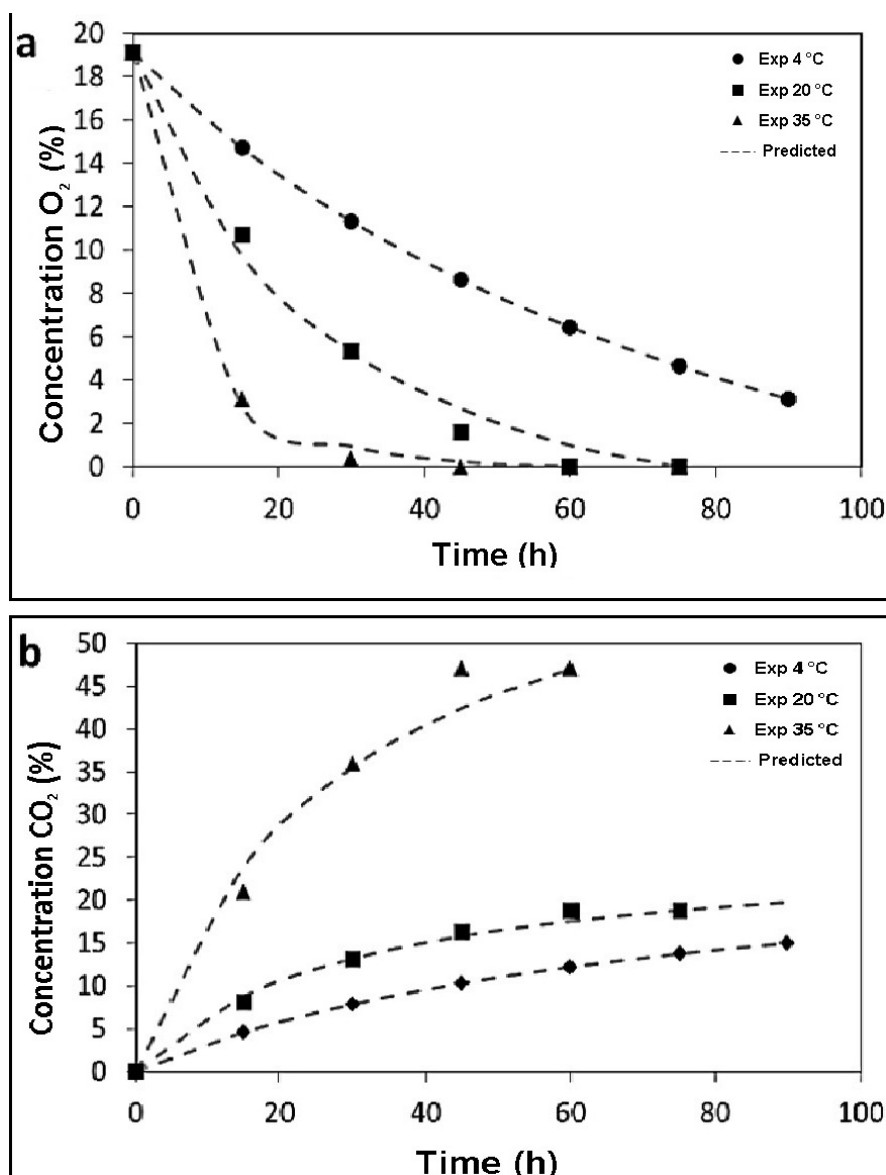 a
Concentration O₂ (%)
20
18
16
14
12
10
8
6
4
2
0
Exp 4 °C
Exp 20 °C
Exp 35 °C
Predicted
0 20 40 60 80 100
Time (h)
b
Concentration CO₂ (%)
50
45
40
35
30
25
20
15
10
5
0
Exp 4 °C
Exp 20 °C
Exp 35 °C
Predicted
0 20 40 60 80 100
Time (h)